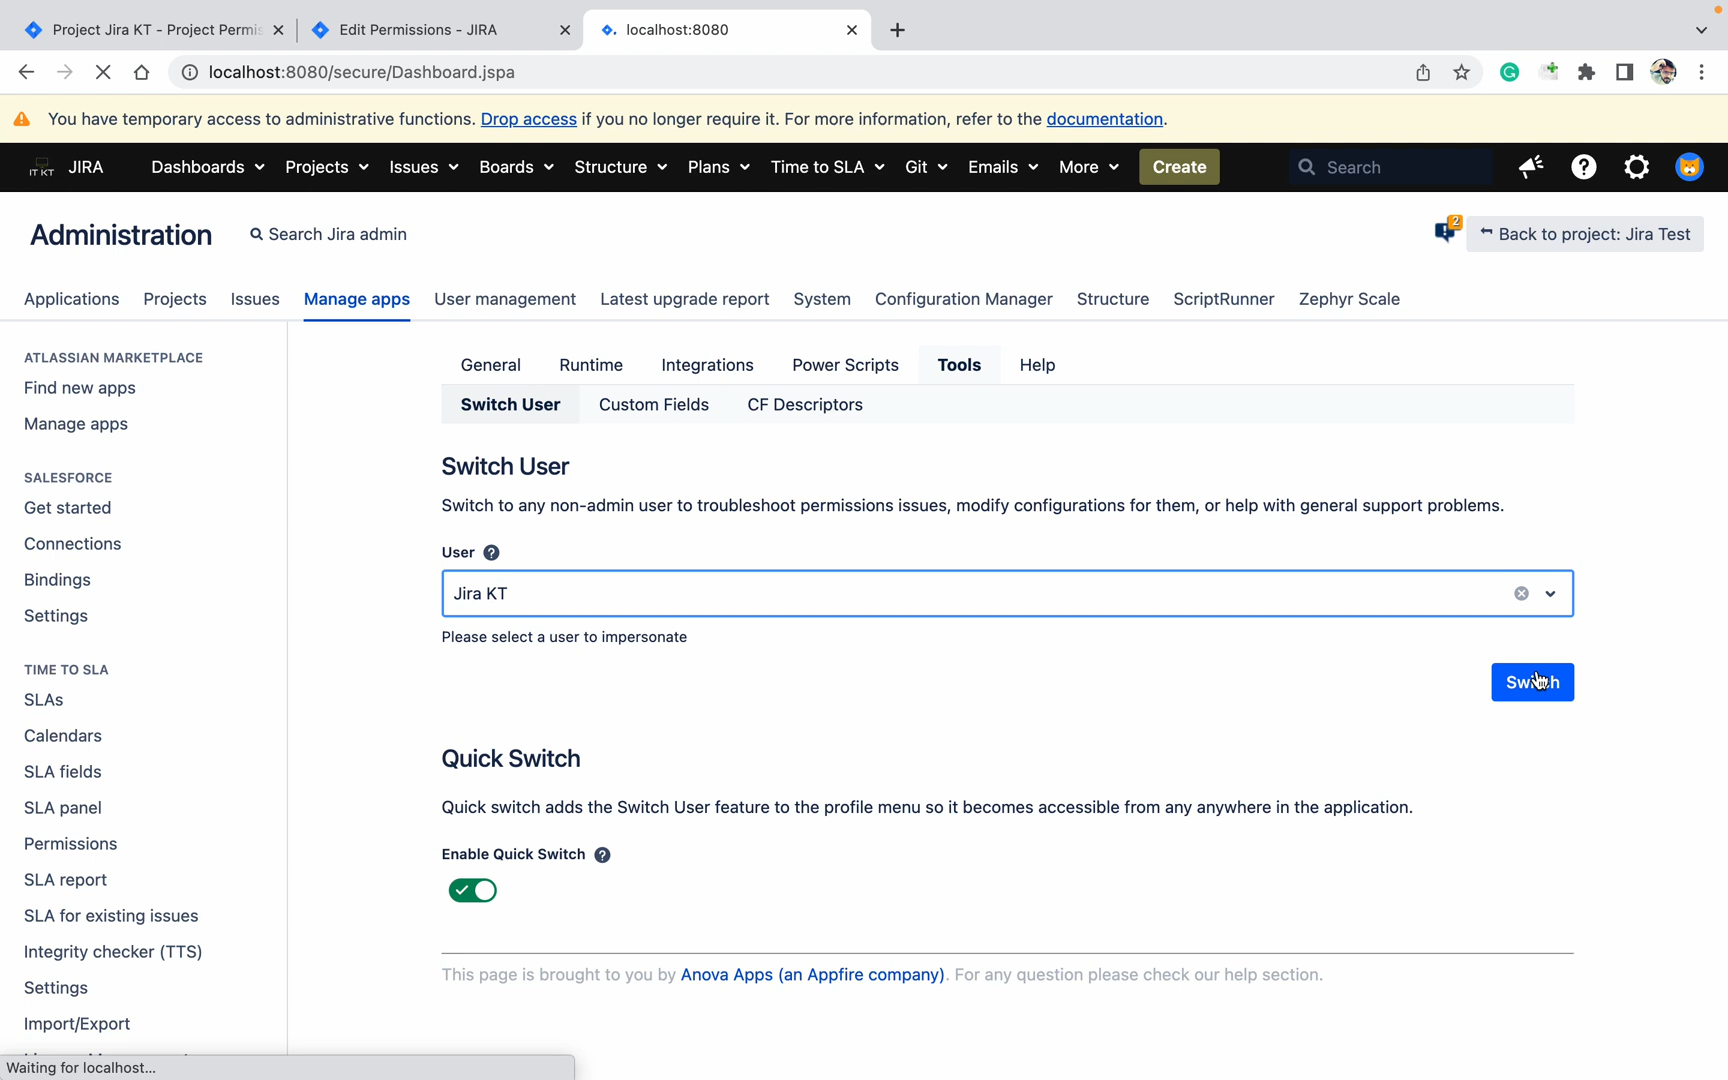 Project Jira KT - Project Permis
Edit Permissions - JIRA
localhost:8080
localhost:8080/secure/Dashboard.jspa
You have temporary access to administrative functions. Drop access if you no longer require it. For more information, refer to the documentation.
IT KT JIRA Dashboards Projects Issues Boards Structure Plans Time to SLA Git Emails More Create Search
Administration Search Jira admin 2 Back to project: Jira Test
Applications Projects Issues Manage apps User management Latest upgrade report System Configuration Manager Structure ScriptRunner Zephyr Scale
ATLASSIAN MARKETPLACE
Find new apps
Manage apps
SALESFORCE
Get started
Connections
Bindings
Settings
TIME TO SLA
SLAs
Calendars
SLA fields
SLA panel
Permissions
SLA report
SLA for existing issues
Integrity checker (TTS)
Settings
Import/Export
General Runtime Integrations Power Scripts Tools Help
Switch User Custom Fields CF Descriptors
Switch User
Switch to any non-admin user to troubleshoot permissions issues, modify configurations for them, or help with general support problems.
User
Jira KT
Please select a user to impersonate
Switch
Quick Switch
Quick switch adds the Switch User feature to the profile menu so it becomes accessible from any anywhere in the application.
Enable Quick Switch
This page is brought to you by Anova Apps (an Appfire company). For any question please check our help section.
Waiting for localhost...